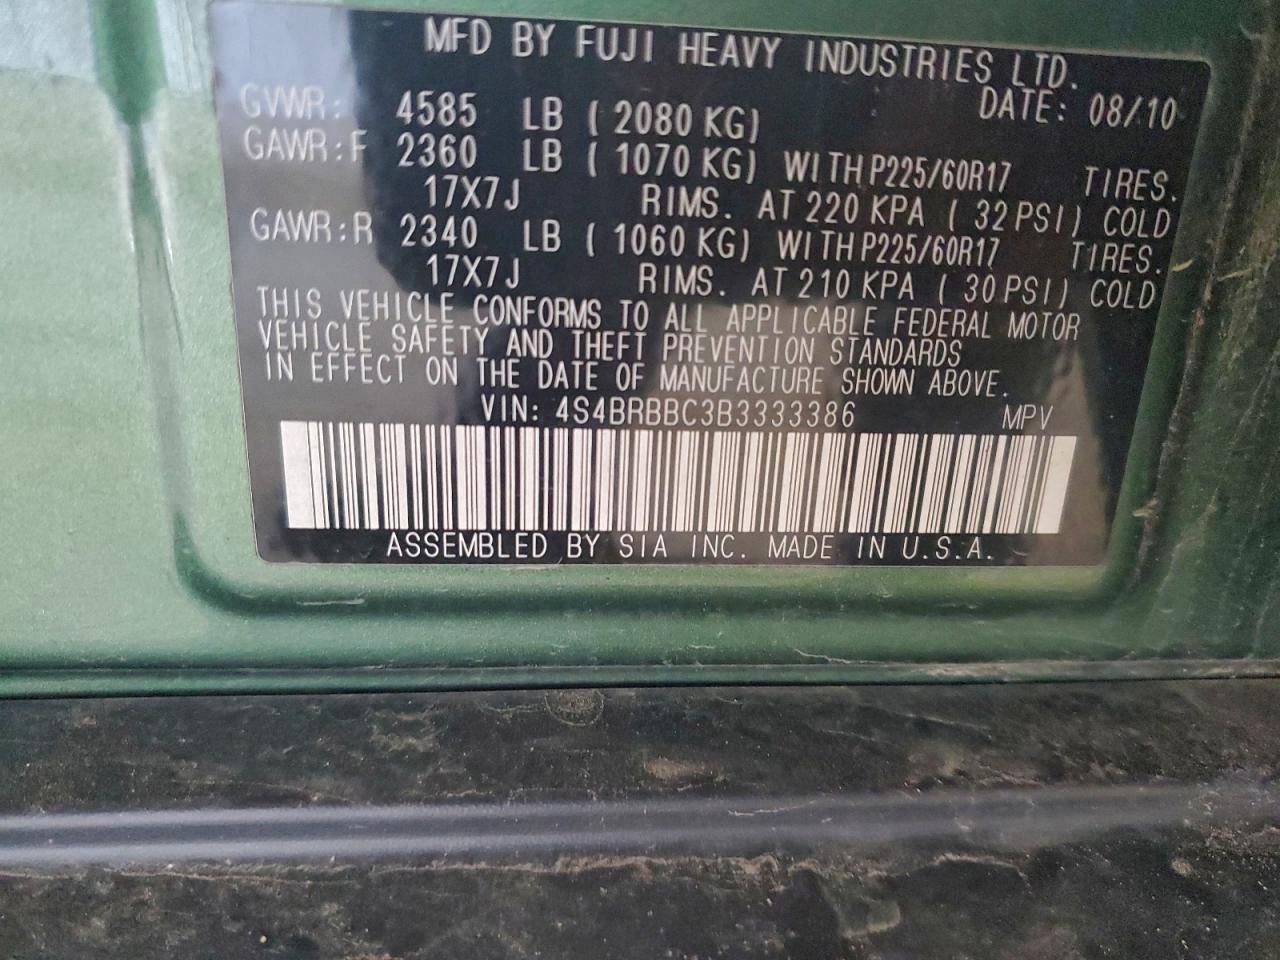 MFD BY FUJI HEAVY INDUSTRIES LTD.
DATE: 08/10
GVWR: 4585 LB ( 2080 KG)
GAWR:F 2360 LB ( 1070 KG) WITH P225/60R17 TIRES.
17X7J RIMS. AT 220 KPA ( 32 PSI) COLD
GAWR:R 2340 LB ( 1060 KG) WITH P225/60R17 TIRES.
17X7J RIMS. AT 210 KPA ( 30 PSI) COLD
THIS VEHICLE CONFORMS TO ALL APPLICABLE FEDERAL MOTOR
VEHICLE SAFETY AND THEFT PREVENTION STANDARDS
IN EFFECT ON THE DATE OF MANUFACTURE SHOWN ABOVE.
VIN: 4S4BRBBC3B3333386 MPV
ASSEMBLED BY SIA INC. MADE IN U.S.A.